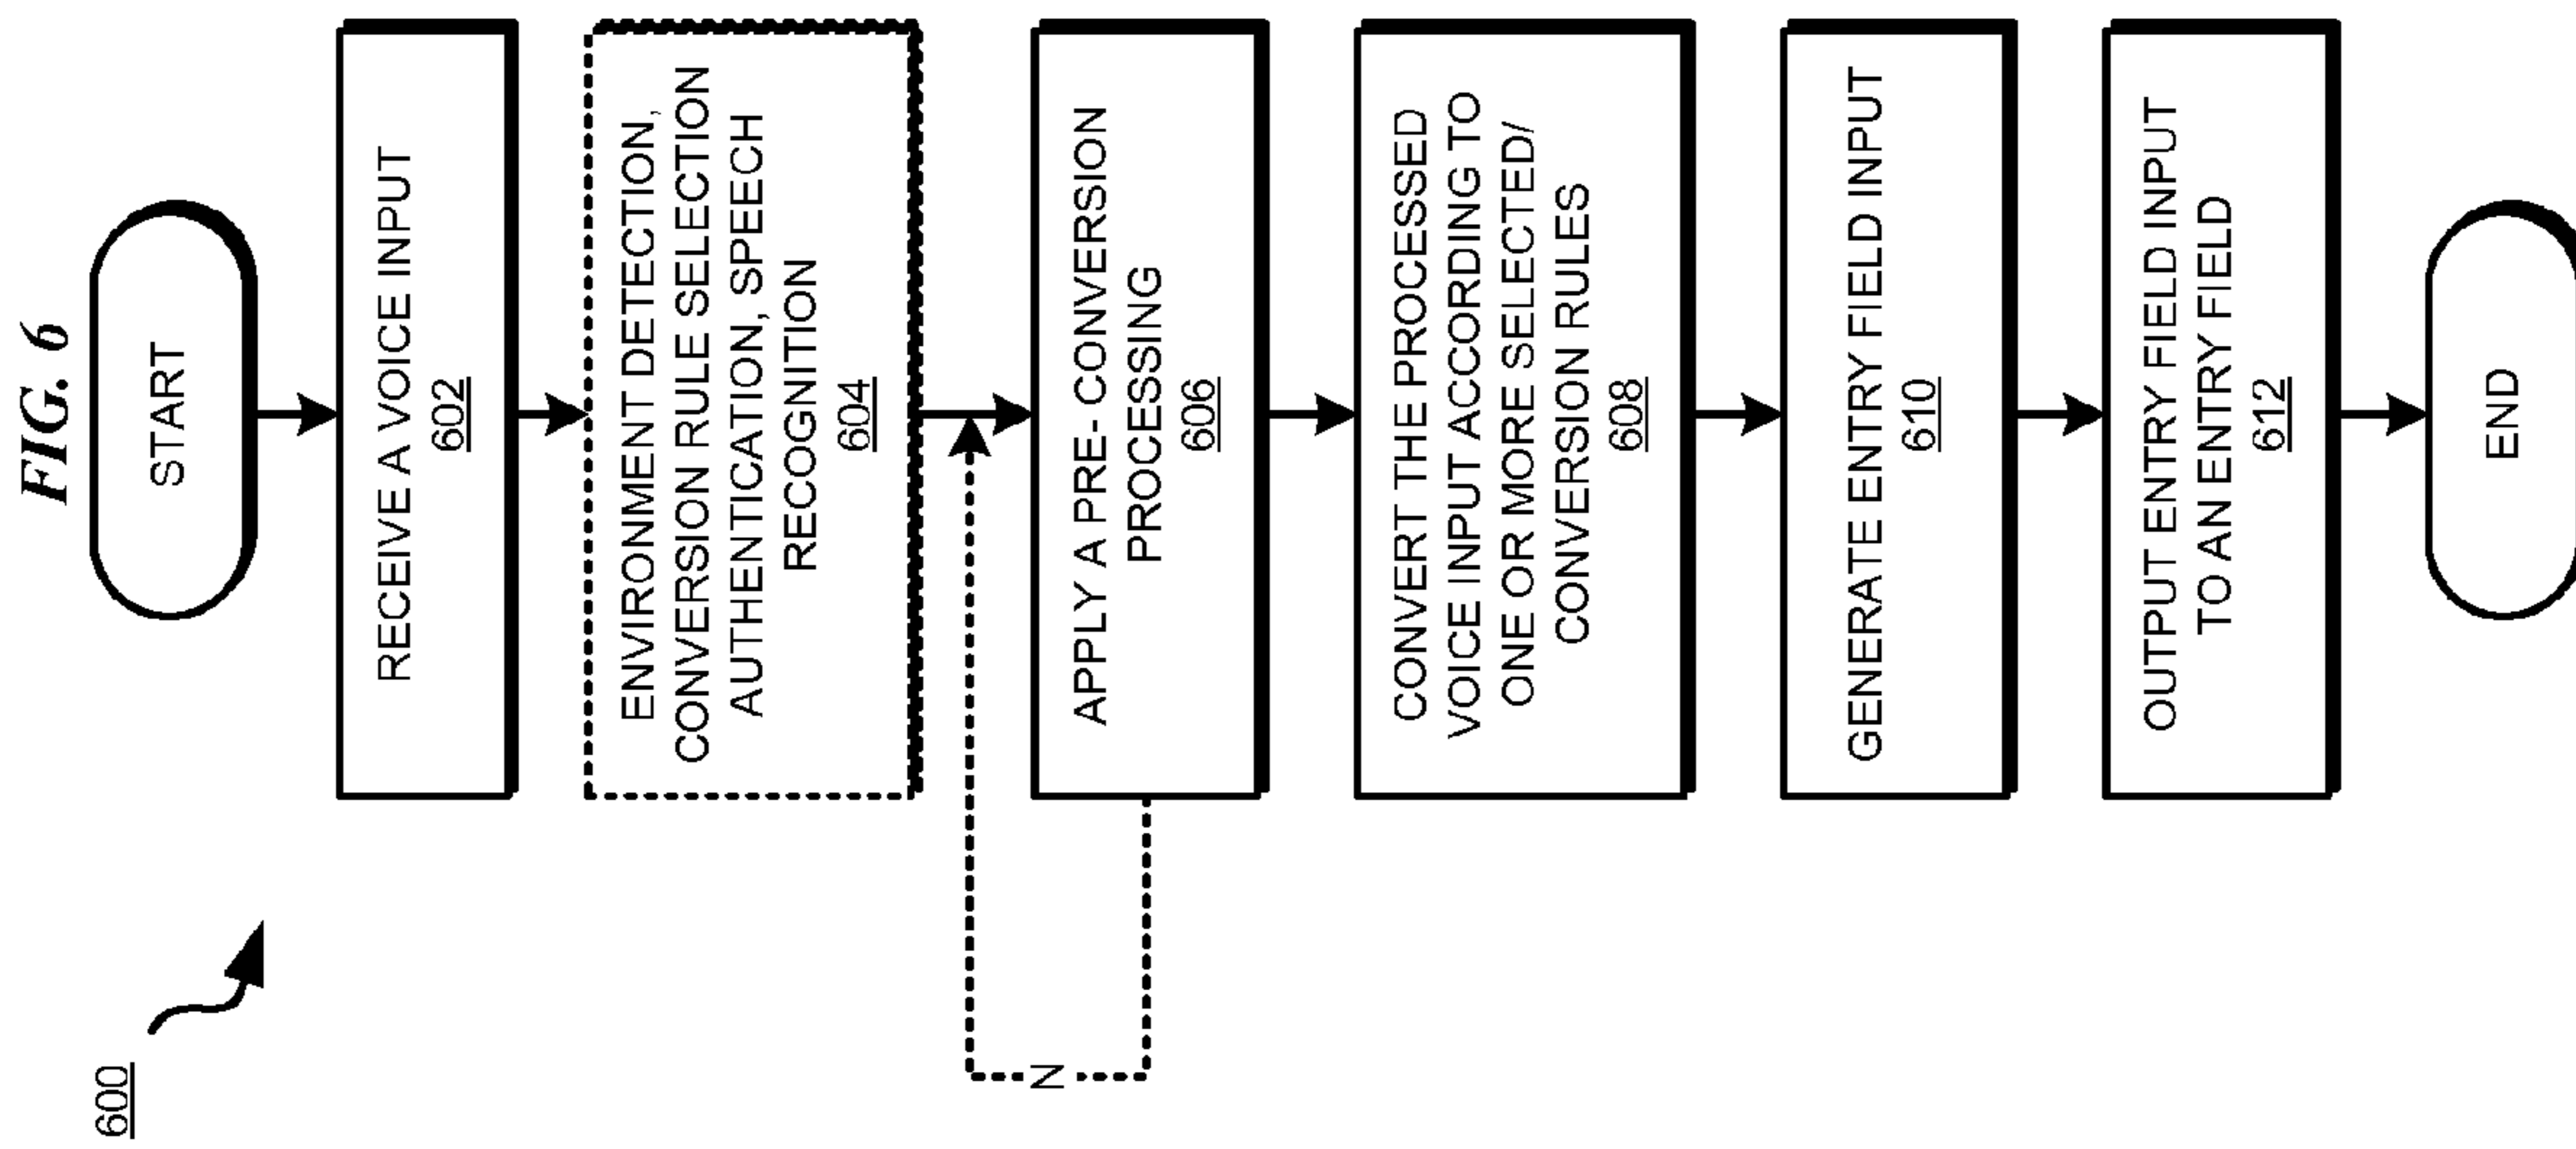 FIG. 6
600
START
RECEIVE A VOICE INPUT
602
ENVIRONMENT DETECTION,
CONVERSION RULE SELECTION
AUTHENTICATION, SPEECH
RECOGNITION
604
N
APPLY A PRE- CONVERSION
PROCESSING
606
CONVERT THE PROCESSED
VOICE INPUT ACCORDING TO
ONE OR MORE SELECTED/
CONVERSION RULES
608
GENERATE ENTRY FIELD INPUT
610
OUTPUT ENTRY FIELD INPUT
TO AN ENTRY FIELD
612
END